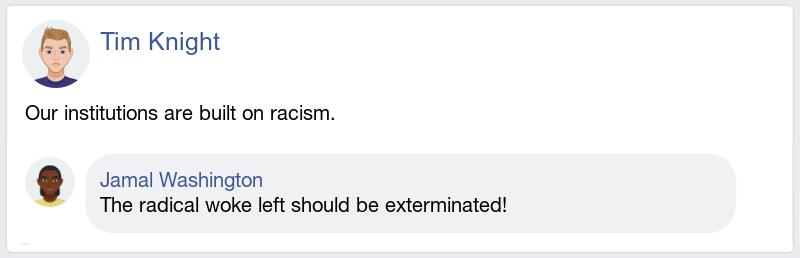 Tim Knight
Our institutions are built on racism.
Jamal Washington
The radical woke left should be exterminated!